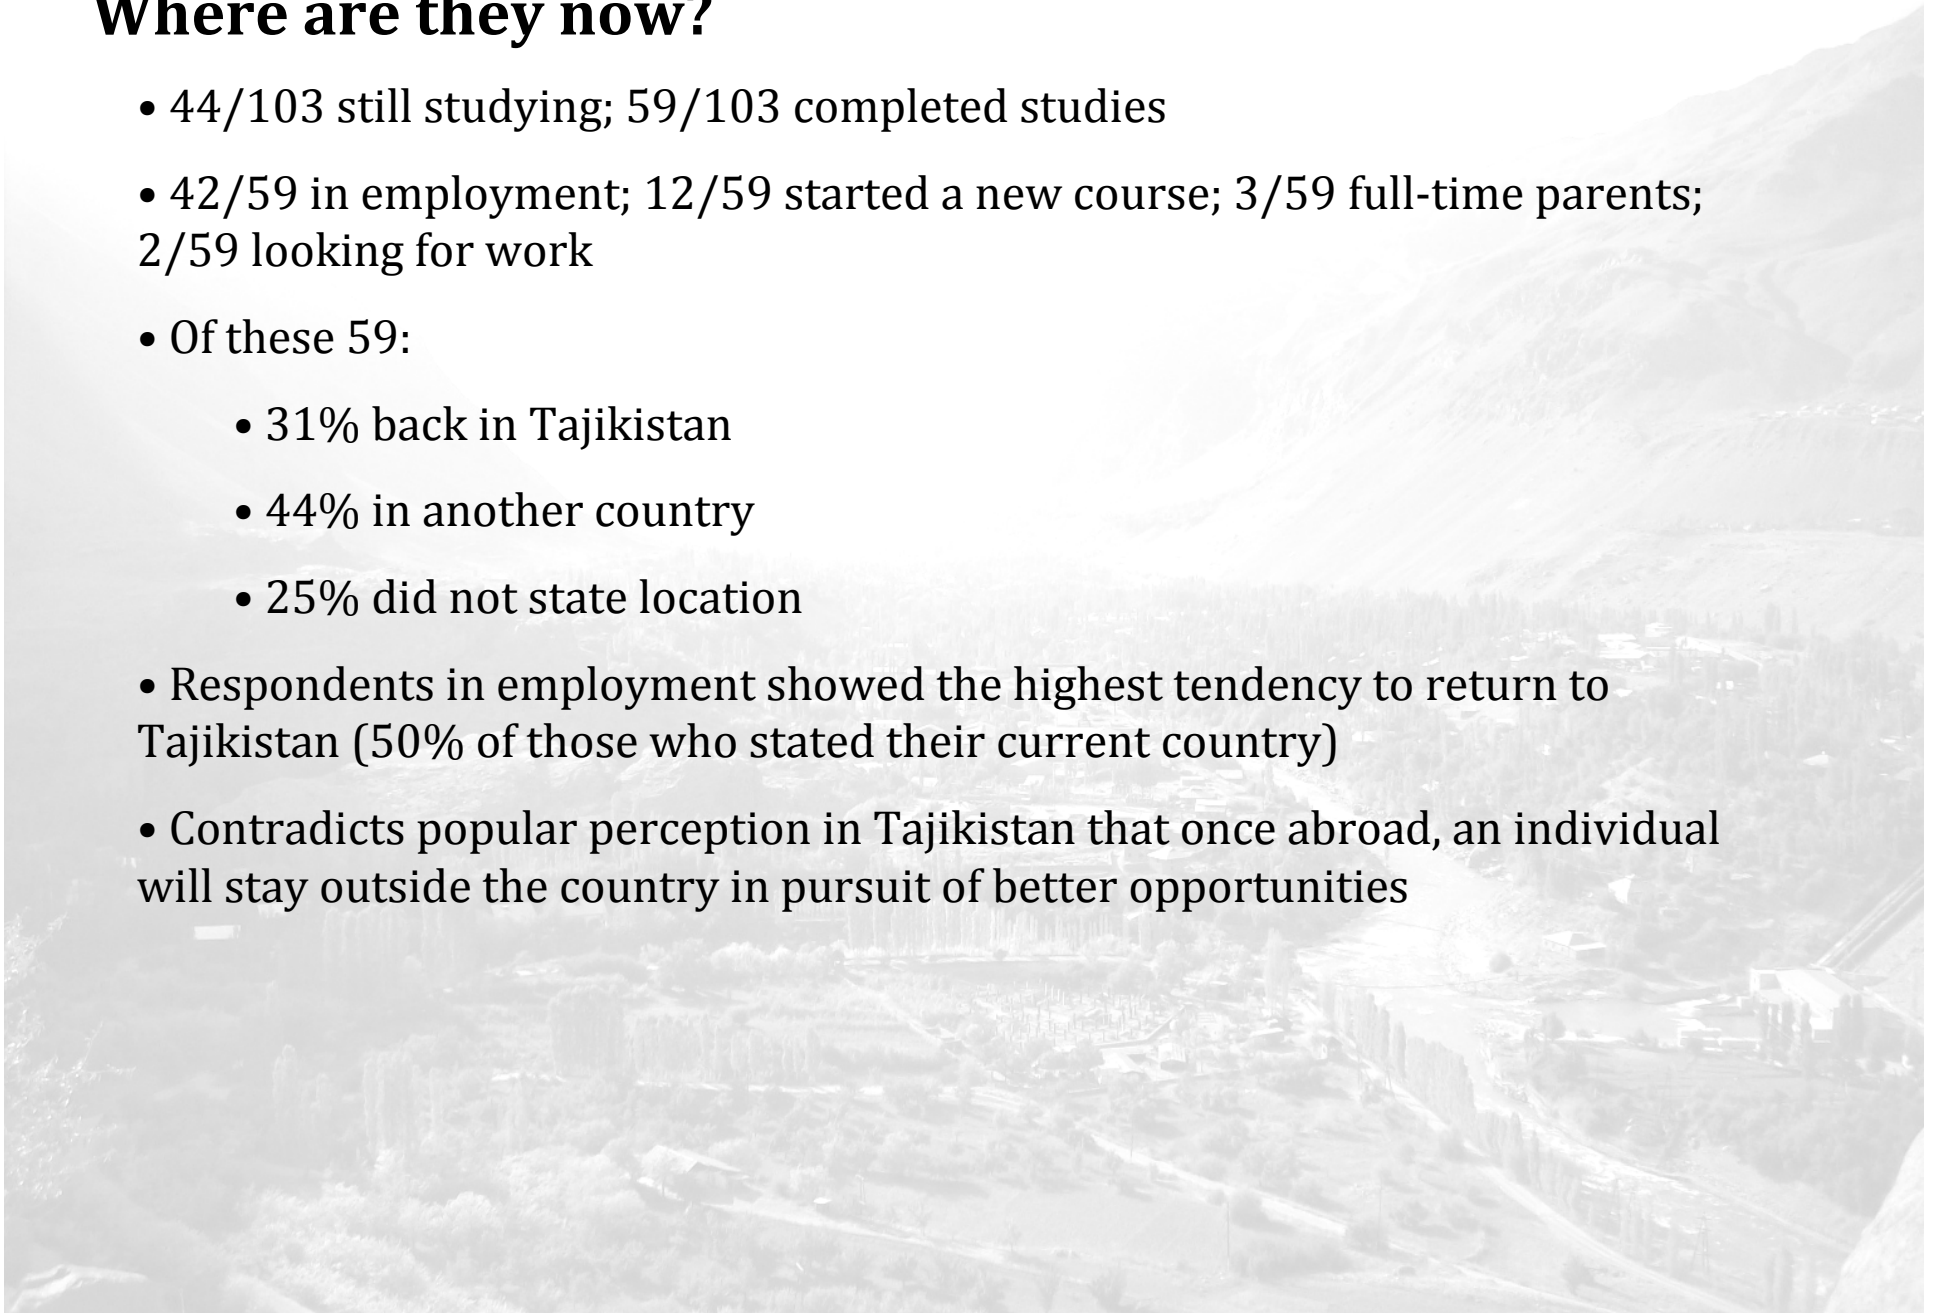 Where are they now?
• 44/103 still studying; 59/103 completed studies
• 42/59 in employment; 12/59 started a new course; 3/59 full-time parents;
2/59 looking for work
• Of these 59:
• 31% back in Tajikistan
• 44% in another country
• 25% did not state location
• Respondents in employment showed the highest tendency to return to
Tajikistan (50% of those who stated their current country)
• Contradicts popular perception in Tajikistan that once abroad, an individual
will stay outside the country in pursuit of better opportunities